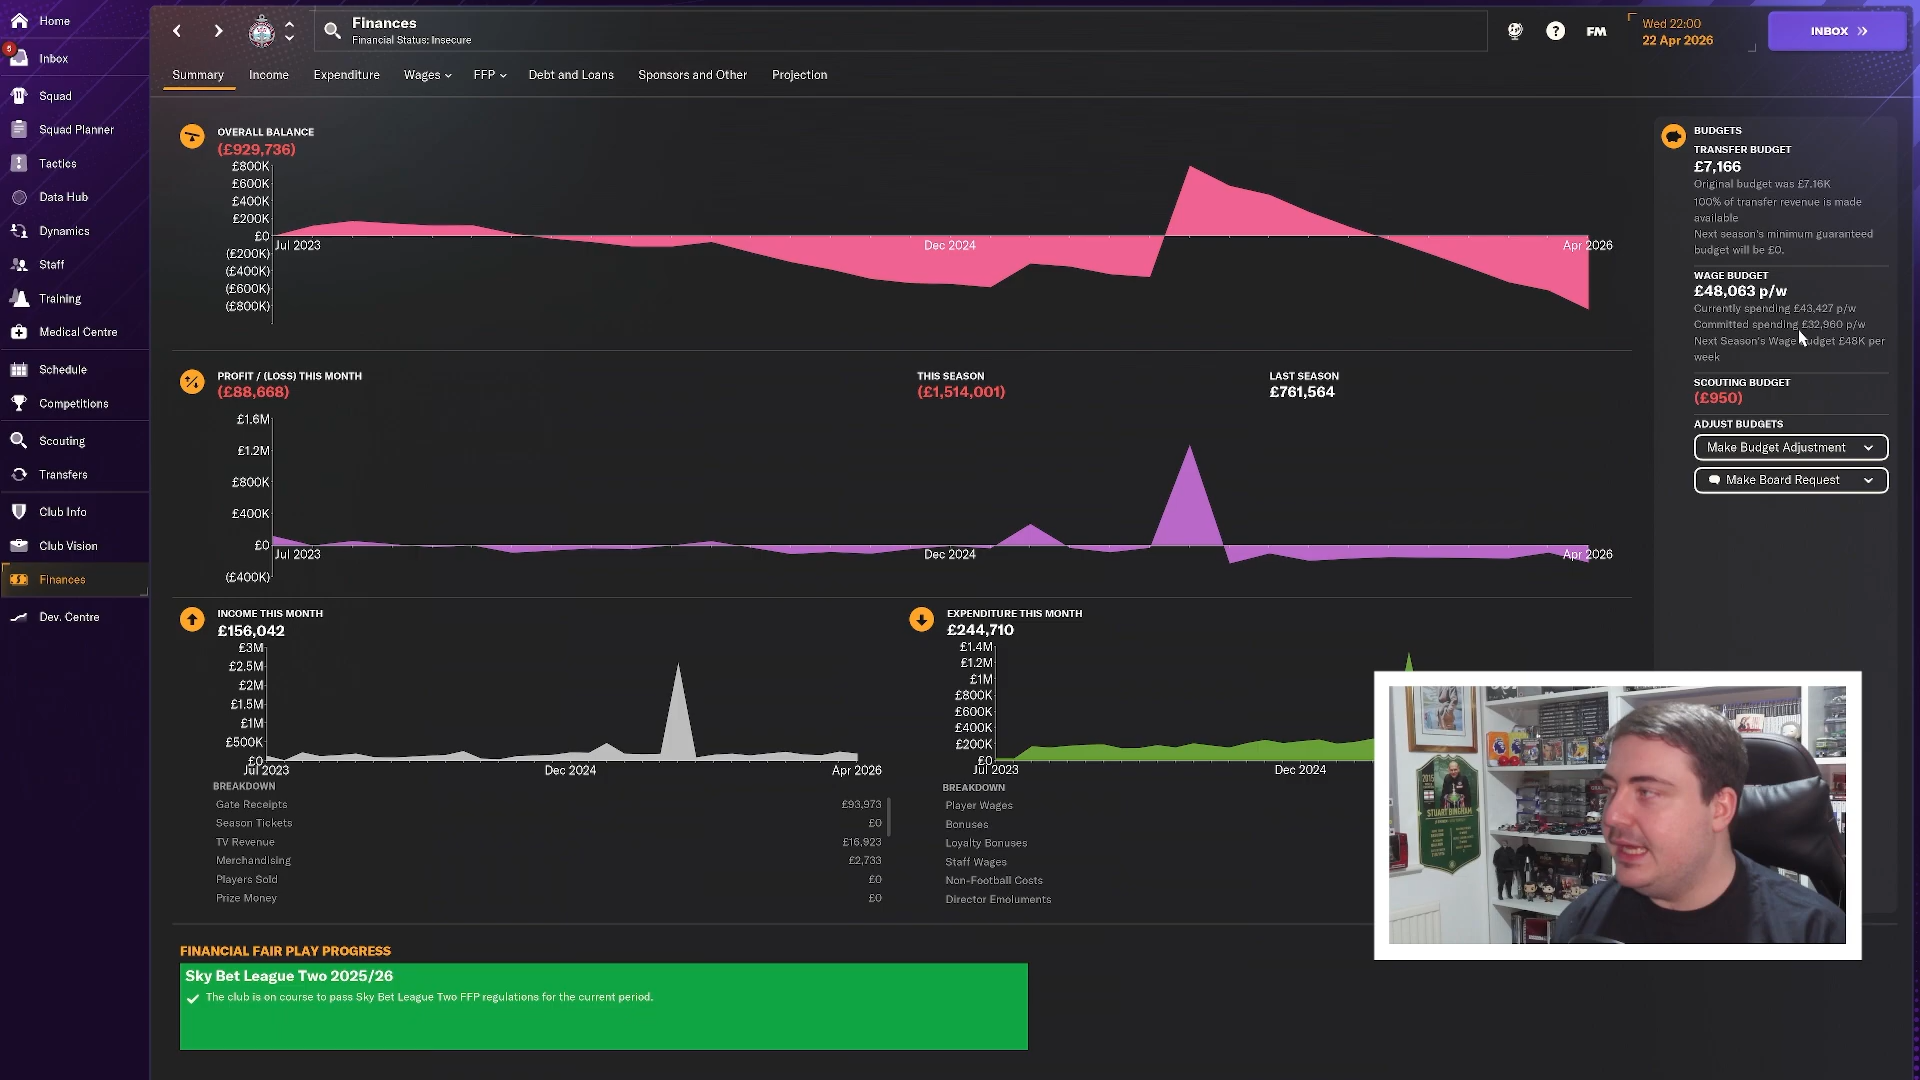 Home
6
Inbox
Squad
Squad Planner
Tactics
Data Hub
Dynamics
Staff
Training
Medical Centre
Schedule
Competitions
Scouting
Transfers
Club Info
Club Vision
Finances
Dev. Centre
Finances
Financial Status: Insecure
FM
Wed 22:00
22 Apr 2026
INBOX
Summary Income Expenditure Wages FFP Debt and Loans Sponsors and Other Projection
OVERALL BALANCE
(£929,736)
£800K
£600K
£400K
£200K
£0
(£200K)
(£400K)
(£600K)
(£800K)
Jul 2023 Dec 2024 Apr 2026
PROFIT / (LOSS) THIS MONTH
(£88,668)
THIS SEASON
(£1,514,001)
LAST SEASON
£761,564
£1.6M
£1.2M
£800K
£400K
£0
(£400K)
Jul 2023 Dec 2024 Apr 2026
INCOME THIS MONTH
£156,042
£3M
£2.5M
£2M
£1.5M
£1M
£500K
£0
Jul 2023 Dec 2024 Apr 2026
BREAKDOWN
Gate Receipts £93,973
Season Tickets £0
TV Revenue £16,923
Merchandising £2,733
Players Sold £0
Prize Money £0
EXPENDITURE THIS MONTH
£244,710
£1.4M
£1.2M
£1M
£800K
£600K
£400K
£200K
£0
Jul 2023 Dec 2024
BREAKDOWN
Player Wages
Bonuses
Loyalty Bonuses
Staff Wages
Non-Football Costs
Director Emoluments
FINANCIAL FAIR PLAY PROGRESS
Sky Bet League Two 2025/26
The club is on course to pass Sky Bet League Two FFP regulations for the current period.
BUDGETS
TRANSFER BUDGET
£7,166
Original budget was £7.16K
100% of transfer revenue is made
available
Next season's minimum guaranteed
budget will be £0.
WAGE BUDGET
£48,063 p/w
Currently spending £43,427 p/w
Committed spending £32,960 p/w
Next Season's Wage Budget £48K per
week
SCOUTING BUDGET
(£950)
ADJUST BUDGETS
Make Budget Adjustment
Make Board Request
2015
STUART BINGHAM